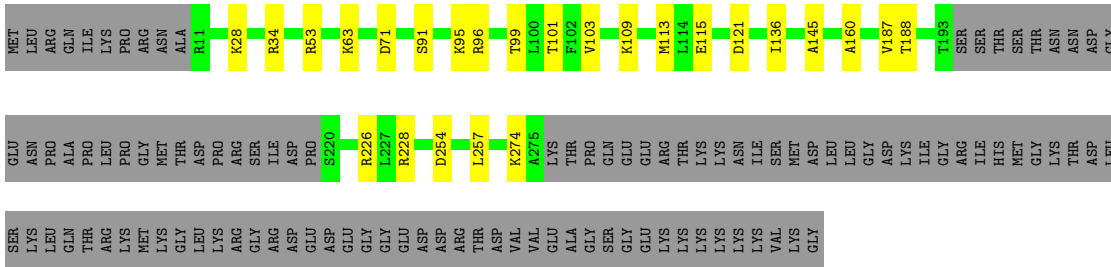 MET LEU ARG GLN ILE LYS PRO ARG ASN ALA R11 K28 R34 R53 K63 D71 S91 K95 R96 T99 L100 T101 F102 V103 K109 M113 L114 E115 D121 I136 A145 A160 V187 T188 T193 SER SER THR SER THR ASN ASN ASP GLY
GLU ASN PRO ALA PRO LEU PRO GLY MET THR ASP PRO ARG SER ILE ASP PRO S220 R226 L227 R228 D254 L257 K274 A275 LYS THR PRO GLN GLU GLU ARG THR LYS LYS ASN ILE SER MET ASP LEU LEU GLY ASP LYS ILE GLY ARG ILE HIS MET GLY LYS THR ASP LEU
SER LYS LEU GLN THR ARG LYS MET LYS GLY LEU LYS ARG GLY ARG ASP GLU ASP GLU GLY GLY GLU ASP ASP ARG THR ASP VAL VAL GLU ALA GLY SER GLY GLU LYS LYS LYS LYS LYS LYS VAL LYS GLY